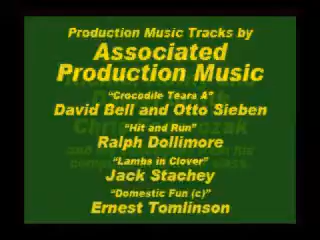 Production Music Tracks by
Associated
Production Music
"Crocodile Tears A"
David Bell and Otto Sieben
"Hit and Run"
Ralph Dollimore
"Lambs in Clover"
Jack Stachey
"Domestic Fun (c)"
Ernest Tomlinson